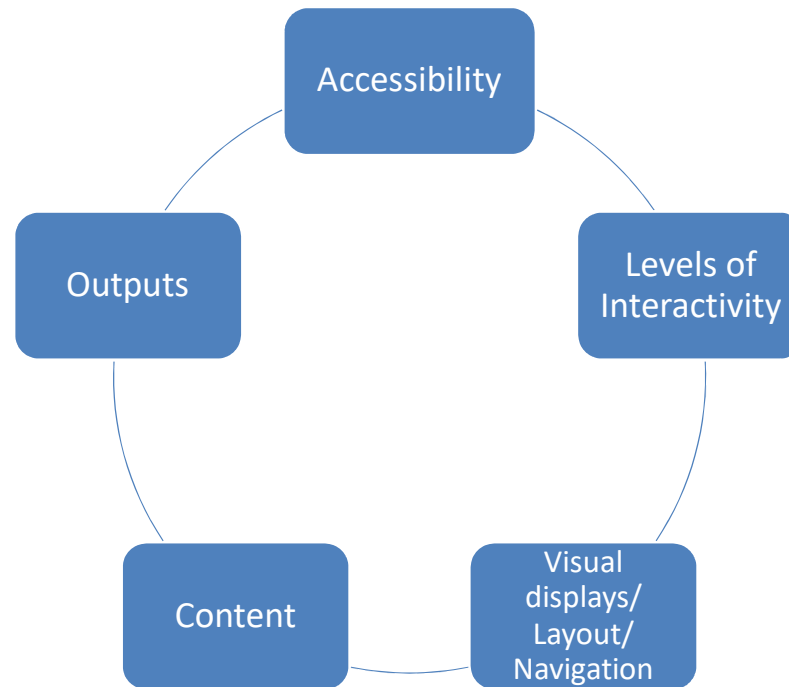 Accessibility
Levels of
Interactivity
Visual
displays/
Layout/
Navigation
Content
Outputs